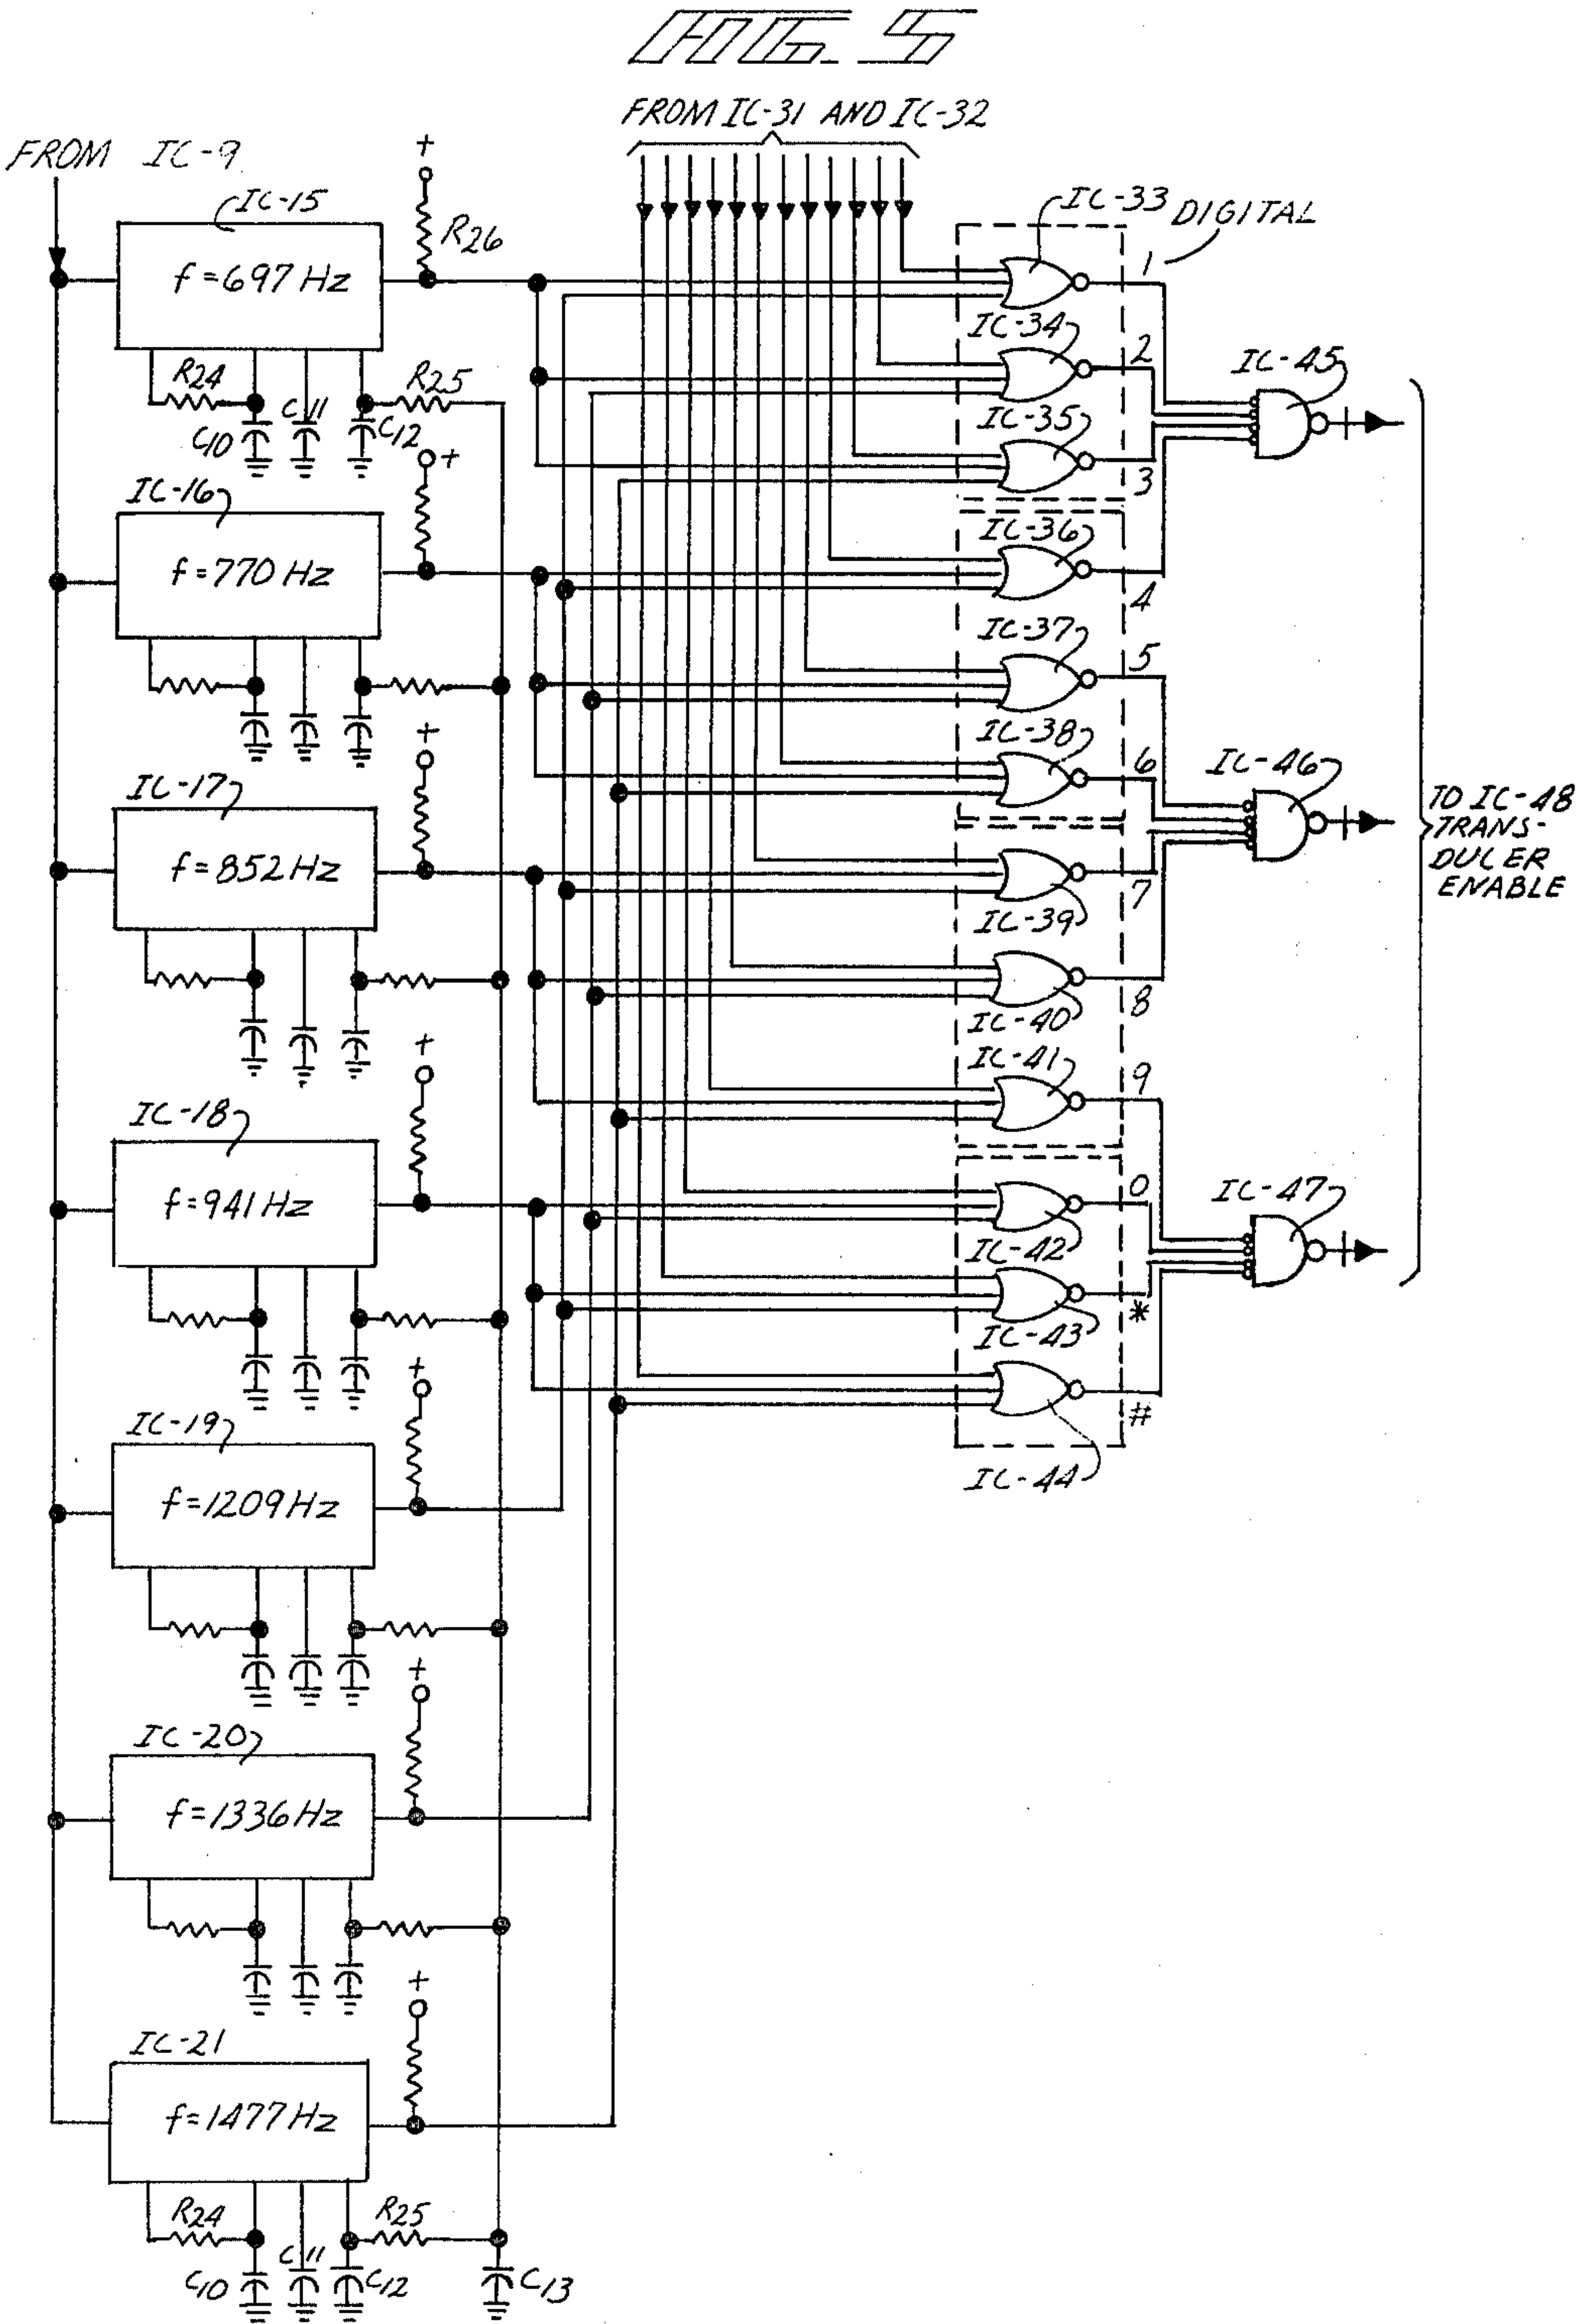 FIG. 5
FROM IC-31 AND IC-32
FROM IC-9
+
IC-15
R26
f=697 Hz
R24
R25
C10
C11
C12
IC-33
DIGITAL
1
IC-34
2
IC-35
3
IC-45
+
IC-16
f=770 Hz
IC-36
4
IC-37
5
IC-38
6
IC-46
TO IC-48
TRANS-
DUCER
ENABLE
+
IC-17
f=852 Hz
7
IC-39
8
IC-40
IC-41
9
+
IC-18
f=941 Hz
0
IC-42
IC-47
*
IC-43
#
IC-44
+
IC-19
f=1209 Hz
+
IC-20
f=1336 Hz
+
IC-21
f=1477 Hz
R24
R25
C10
C11
C12
C13